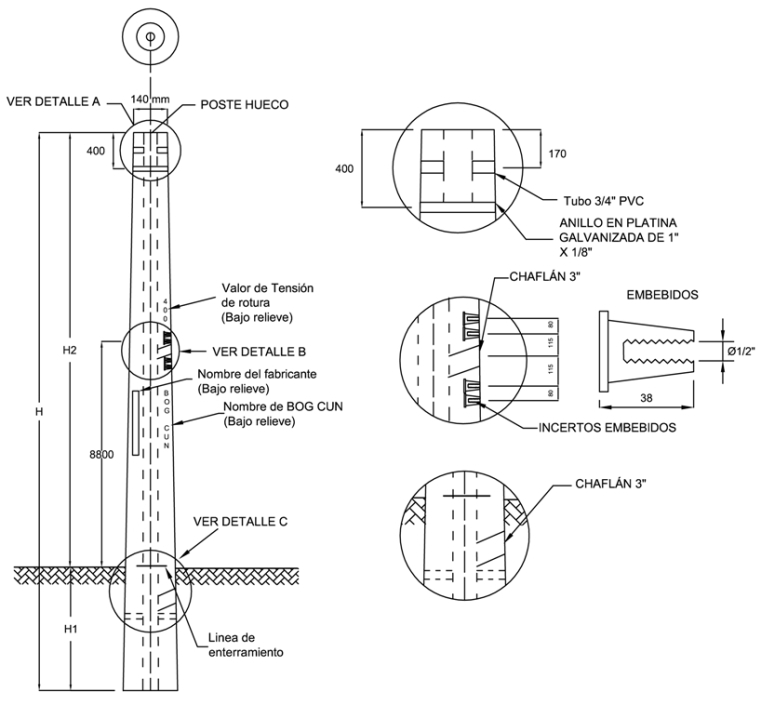 VER DETALLE A
140 mm
POSTE HUECO
400
400
170
Tubo 3/4" PVC
ANILLO EN PLATINA
GALVANIZADA DE 1"
X 1/8"
Valor de Tensión
de rotura
(Bajo relieve)
400
CHAFLÁN 3"
EMBEBIDOS
80
115
115
80
Ø1/2"
38
H2
VER DETALLE B
Nombre del fabricante
(Bajo relieve)
BOG CUN
Nombre de BOG CUN
(Bajo relieve)
INCERTOS EMBEBIDOS
H
8800
CHAFLÁN 3"
VER DETALLE C
H1
Linea de
enterramiento